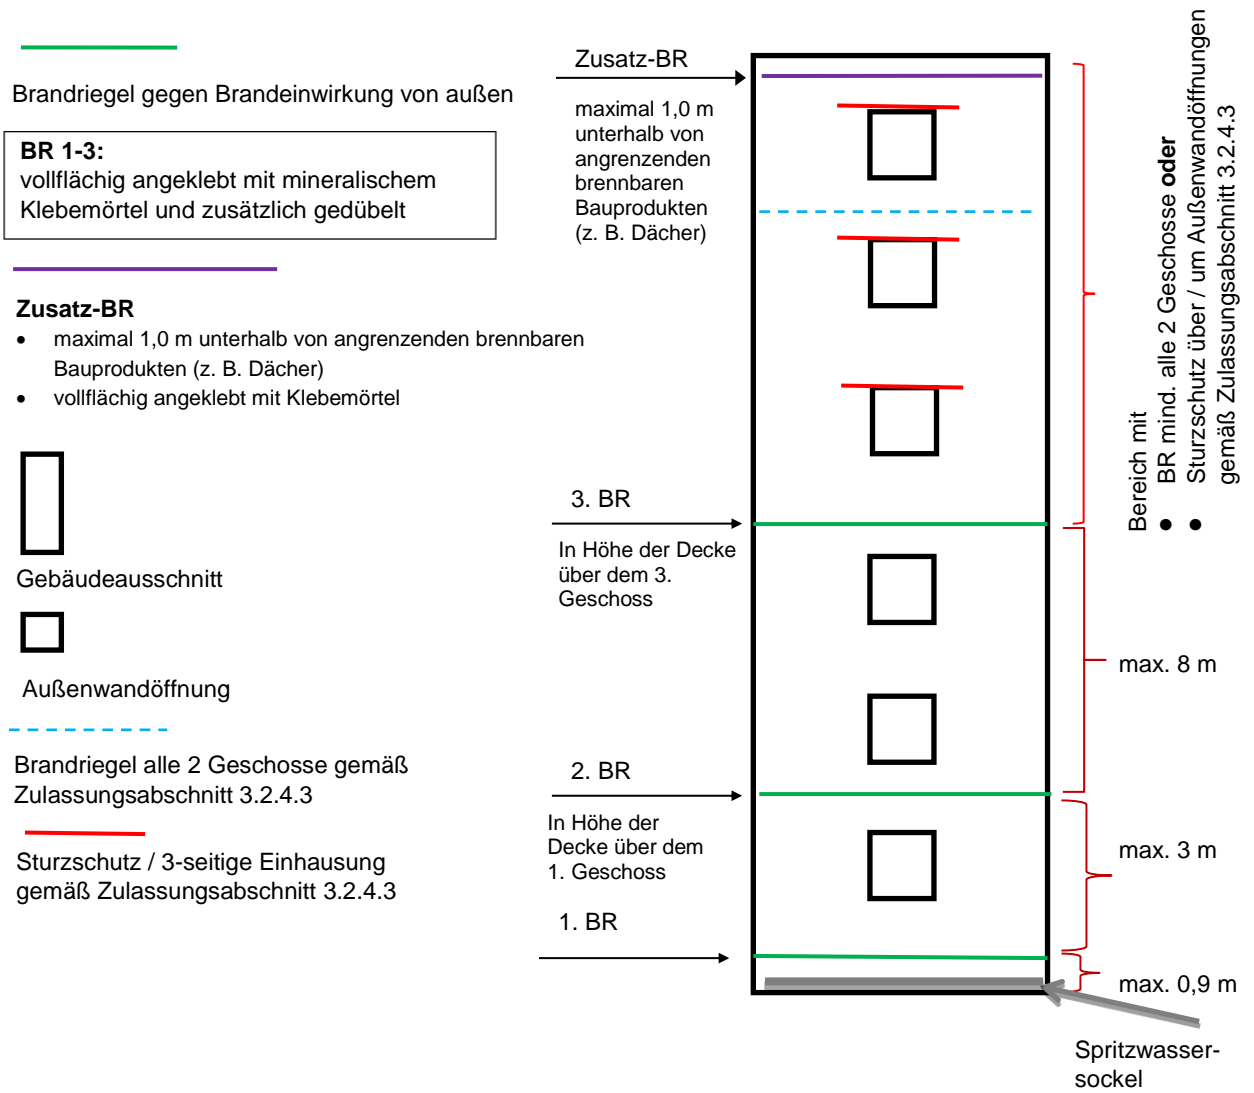 Brandriegel gegen Brandeinwirkung von außen
BR 1-3:
vollflächig angeklebt mit mineralischem
Klebemörtel und zusätzlich gedübelt
Zusatz-BR
• maximal 1,0 m unterhalb von angrenzenden brennbaren
Bauprodukten (z. B. Dächer)
• vollflächig angeklebt mit Klebemörtel
Gebäudeausschnitt
Außenwandöffnung
Brandriegel alle 2 Geschosse gemäß
Zulassungsabschnitt 3.2.4.3
Sturzschutz / 3-seitige Einhausung
gemäß Zulassungsabschnitt 3.2.4.3
Zusatz-BR
maximal 1,0 m
unterhalb von
angrenzenden
brennbaren
Bauprodukten
(z. B. Dächer)
3. BR
In Höhe der Decke
über dem 3.
Geschoss
2. BR
In Höhe der
Decke über dem
1. Geschoss
1. BR
Bereich mit
• BR mind. alle 2 Geschosse oder
• Sturzschutz über / um Außenwandöffnungen
gemäß Zulassungsabschnitt 3.2.4.3
max. 8 m
max. 3 m
max. 0,9 m
Spritzwasser-
sockel